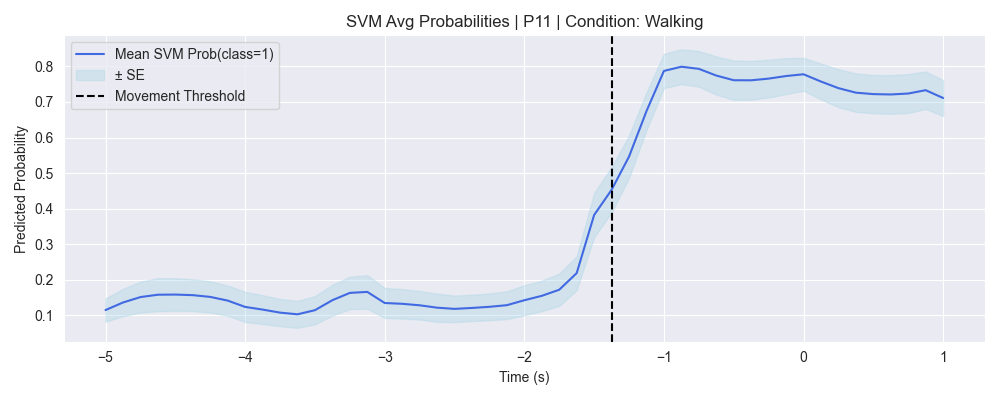 SVM Avg Probabilities | P11 | Condition: Walking
Mean SVM Prob(class=1)
± SE
Movement Threshold
Predicted Probability
0.8
0.7
0.6
0.5
0.4
0.3
0.2
0.1
−5
−4
−3
−2
−1
0
1
Time (s)